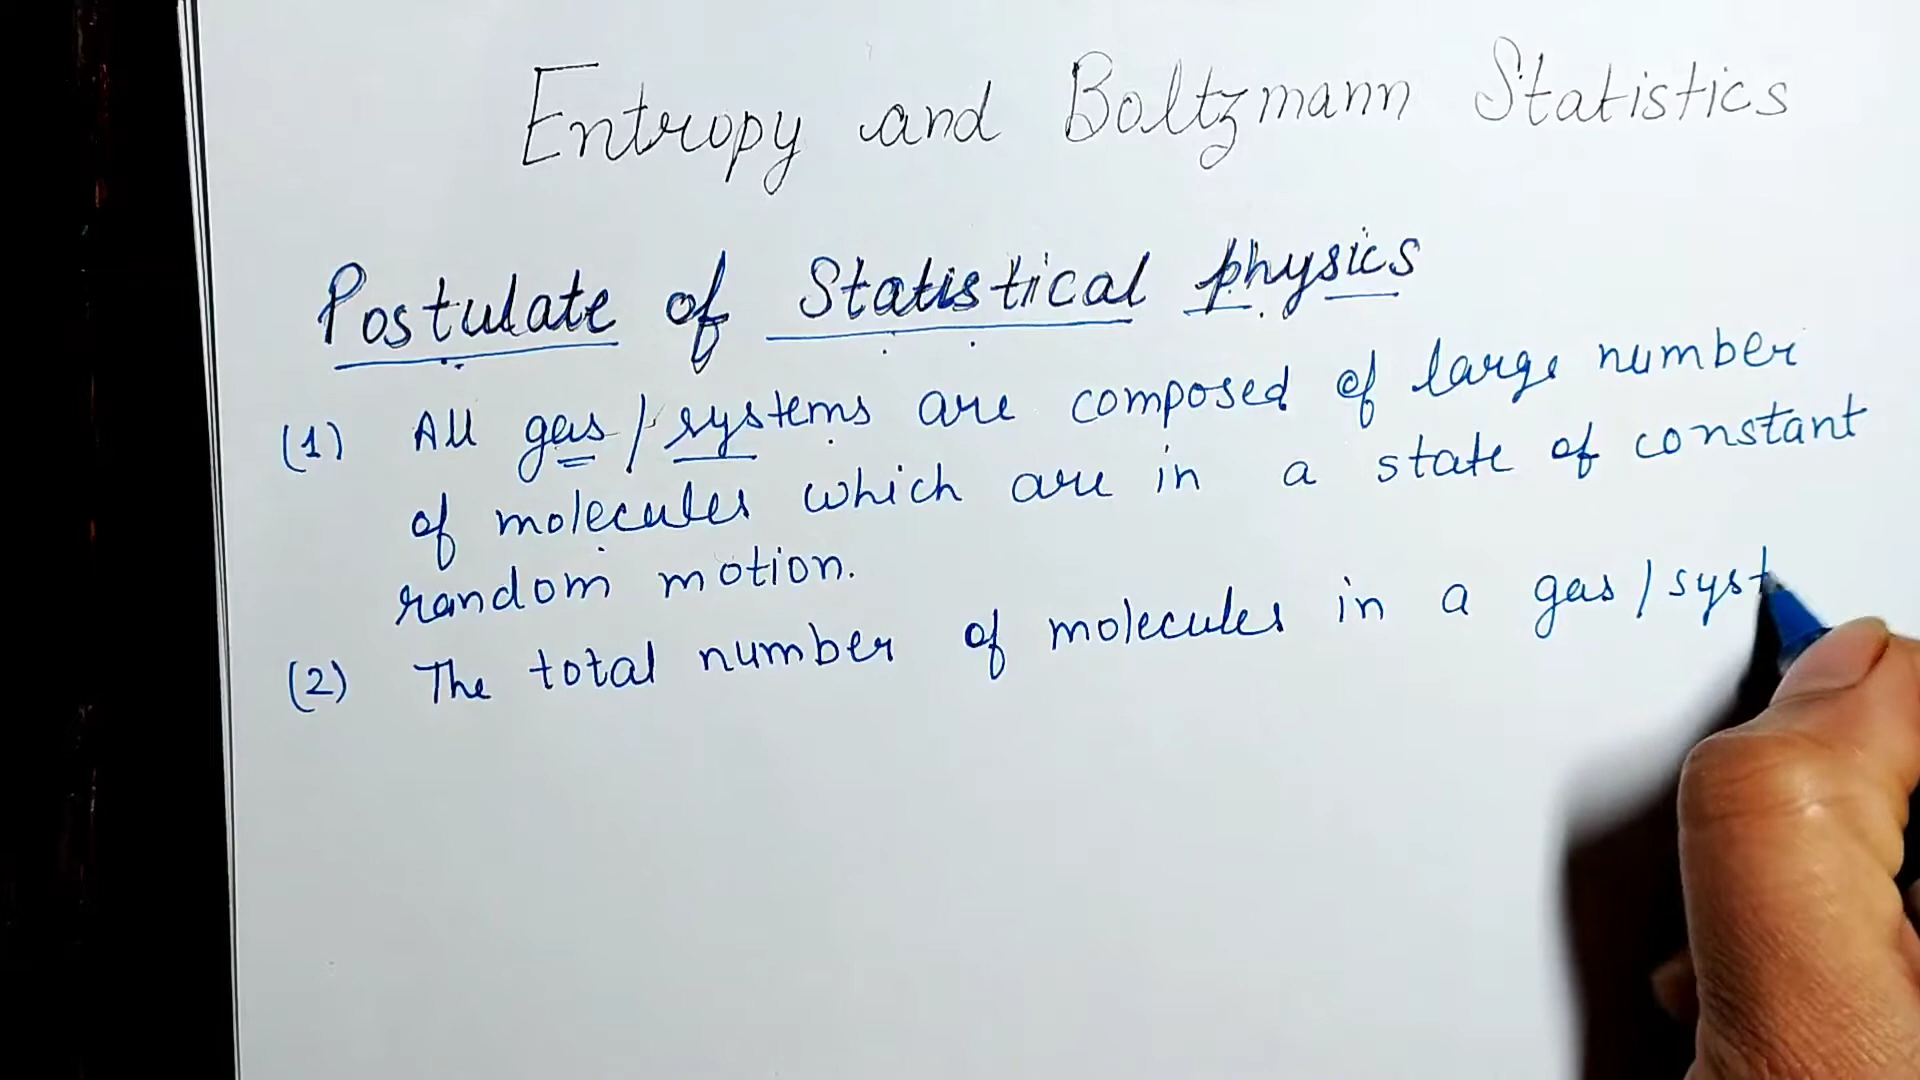 Entropy and Boltzmann Statistics
Postulate of Statistical physics
(1) All gas/systems are composed of large number
of molecules which are in a state of constant
random motion.
(2) The total number of molecules in a gas/syst